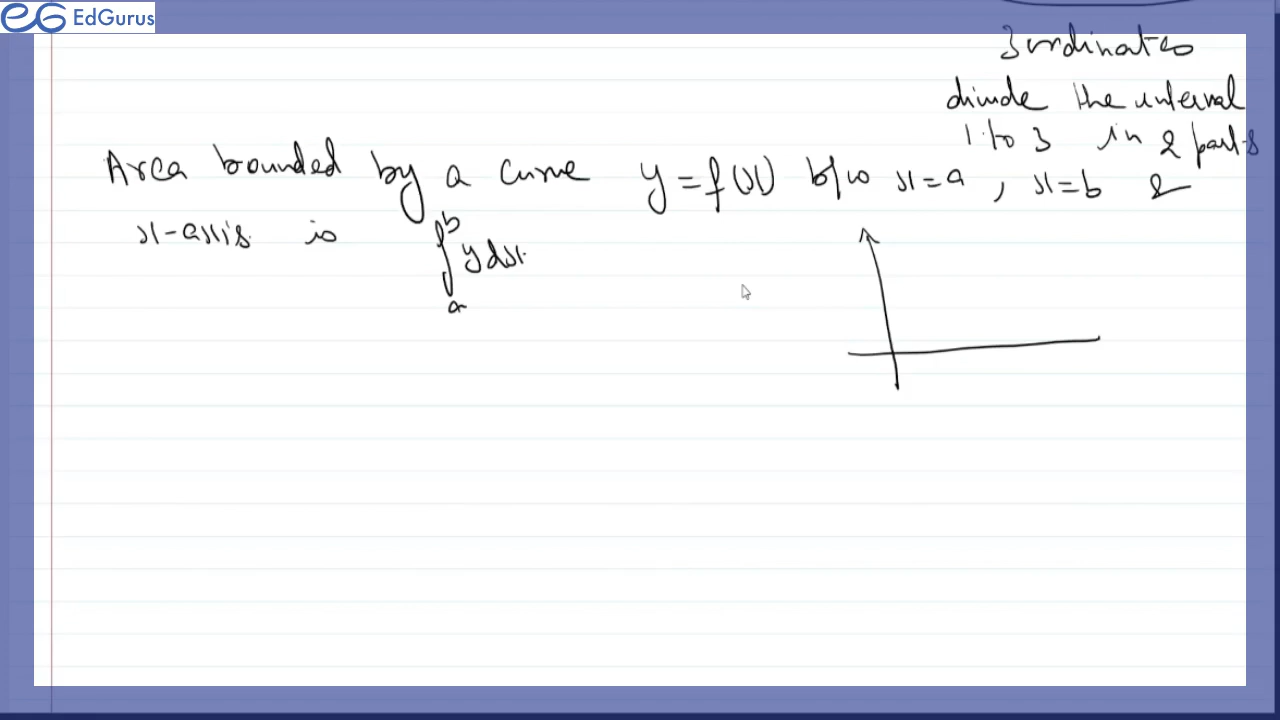 EdGurus
3 ordinates
divide the interval
1 to 3 in 2 parts
Area bounded by a curve y = f(x) b/w x=a , x=b &
x-axis is ∫ₐᵇ y dx.